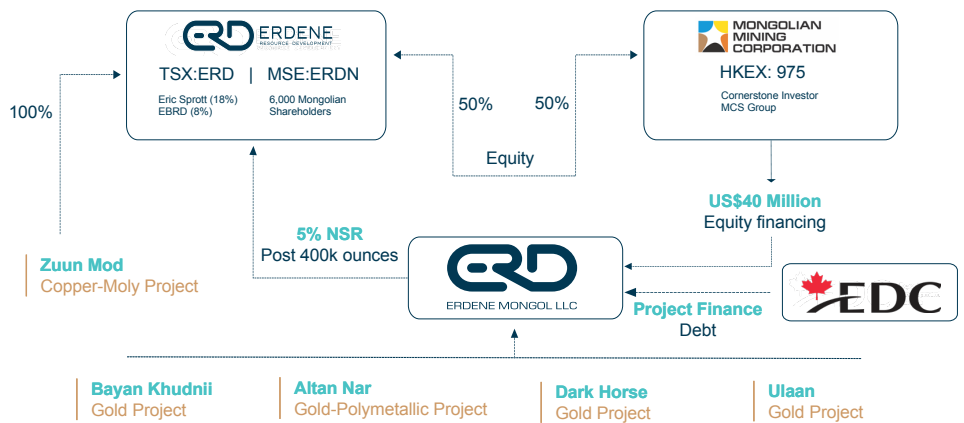 ERD ERDENE
RESOURCE DEVELOPMENT
TSX:ERD | MSE:ERDN
Eric Sprott (18%)
EBRD (8%)
6,000 Mongolian
Shareholders
MONGOLIAN
MINING
CORPORATION
HKEX: 975
Cornerstone Investor
MCS Group
100%
50%
50%
Equity
US$40 Million
Equity financing
5% NSR
Post 400k ounces
ERD
ERDENE MONGOL LLC
EDC
Project Finance
Debt
Zuun Mod
Copper-Moly Project
Bayan Khudnii
Gold Project
Altan Nar
Gold-Polymetallic Project
Dark Horse
Gold Project
Ulaan
Gold Project